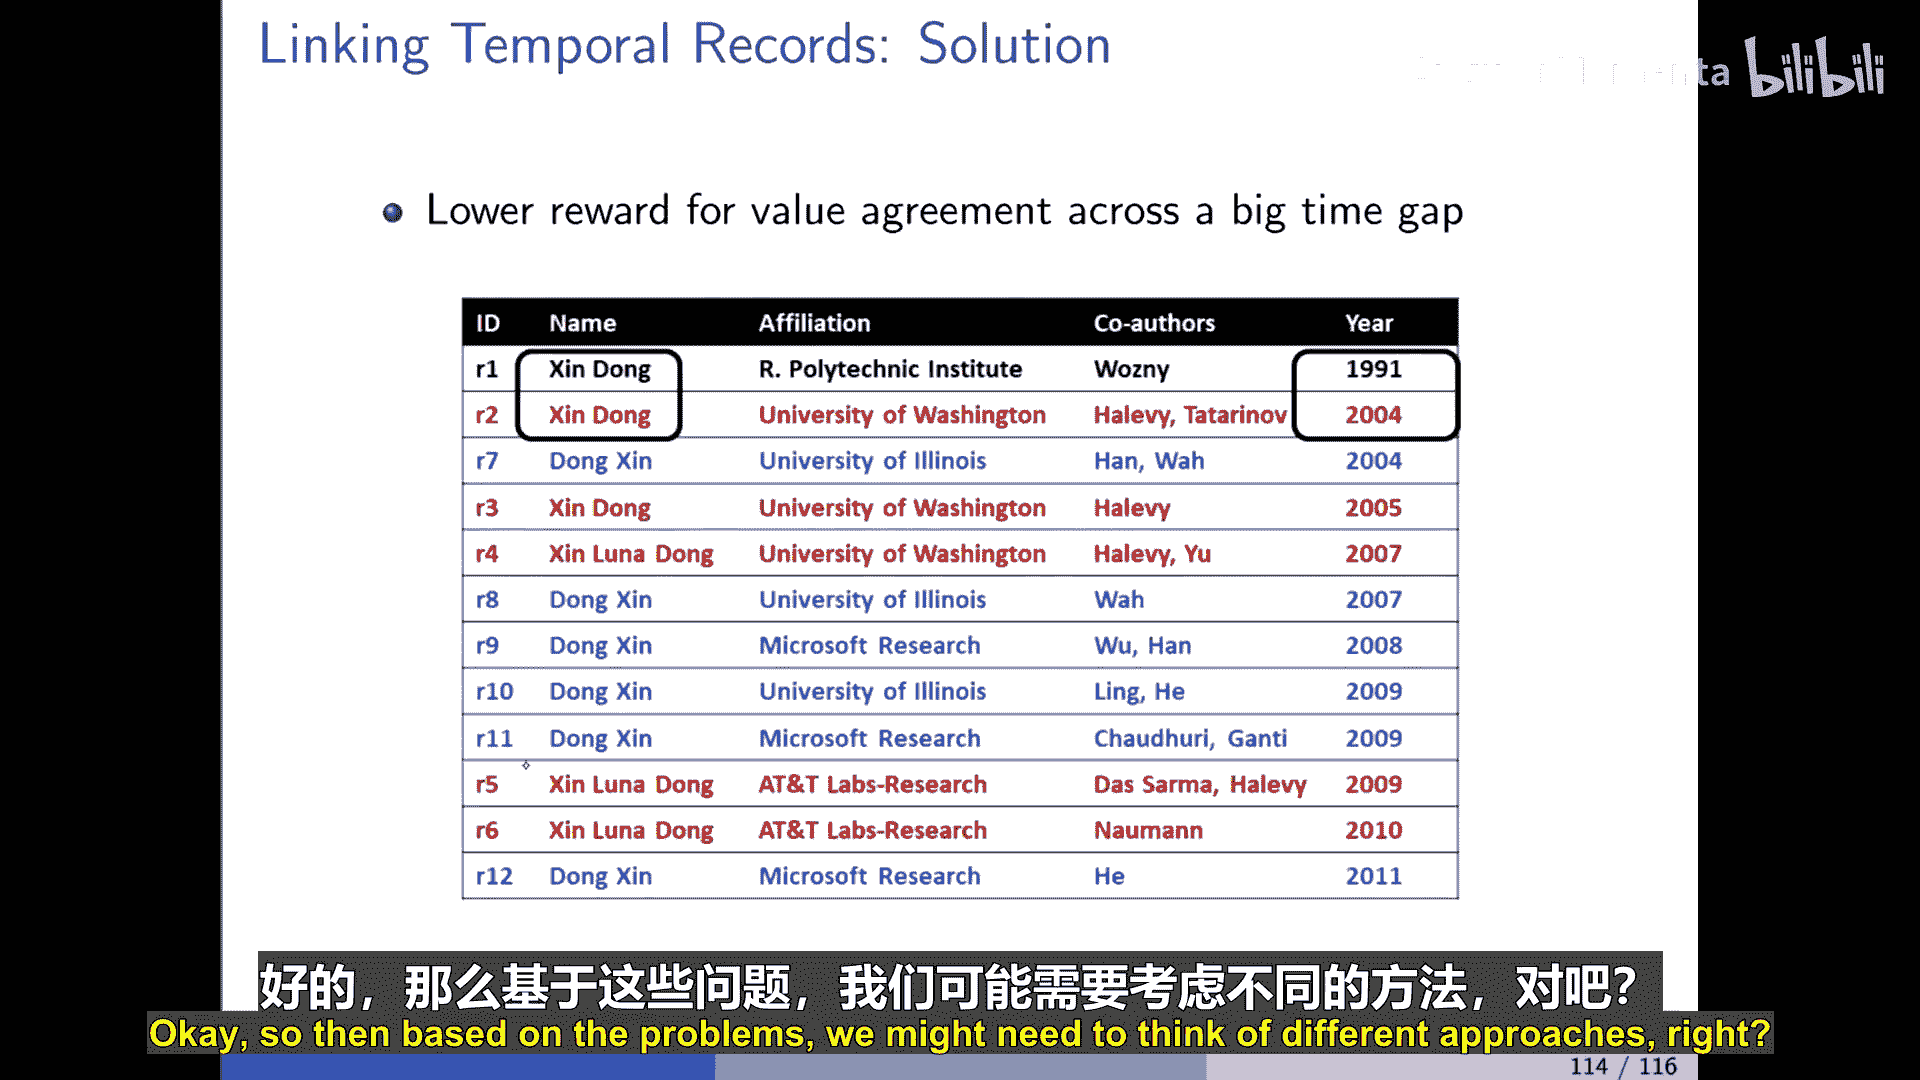 Linking Temporal Records: Solution
ta bilibili
Lower reward for value agreement across a big time gap
ID Name Affiliation Co-authors Year
r1 Xin Dong R. Polytechnic Institute Wozny 1991
r2 Xin Dong University of Washington Halevy, Tatarinov 2004
r7 Dong Xin University of Illinois Han, Wah 2004
r3 Xin Dong University of Washington Halevy 2005
r4 Xin Luna Dong University of Washington Halevy, Yu 2007
r8 Dong Xin University of Illinois Wah 2007
r9 Dong Xin Microsoft Research Wu, Han 2008
r10 Dong Xin University of Illinois Ling, He 2009
r11 Dong Xin Microsoft Research Chaudhuri, Ganti 2009
r5 Xin Luna Dong AT&T Labs-Research Das Sarma, Halevy 2009
r6 Xin Luna Dong AT&T Labs-Research Naumann 2010
r12 Dong Xin Microsoft Research He 2011
好的，那么基于这些问题，我们可能需要考虑不同的方法，对吧？
Okay, so then based on the problems, we might need to think of different approaches, right?
114 / 116